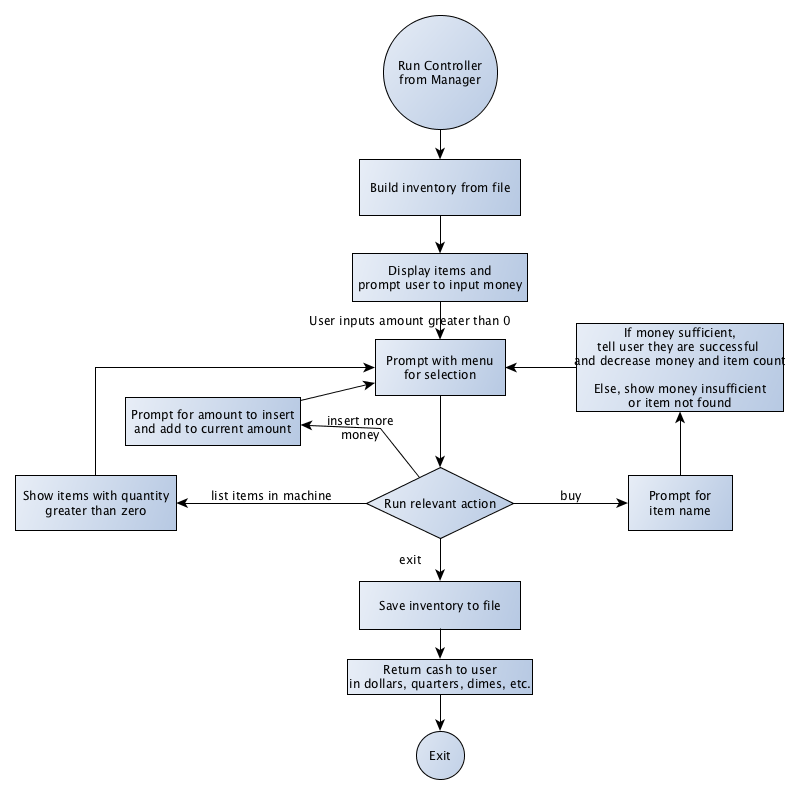 Run Controller
from Manager
Build inventory from file
Display items and
prompt user to input money
User inputs amount greater than 0
If money sufficient,
tell user they are successful
and decrease money and item count
Else, show money insufficient
or item not found
Prompt with menu
for selection
Prompt for amount to insert
and add to current amount
insert more
money
Show items with quantity
greater than zero
list items in machine
Run relevant action
buy
Prompt for
item name
exit
Save inventory to file
Return cash to user
in dollars, quarters, dimes, etc.
Exit